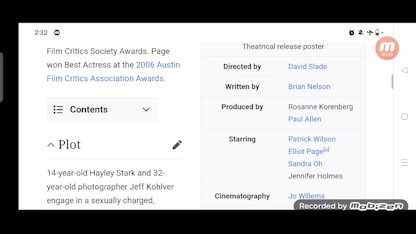 2:32
Film Critics Society Awards. Page
won Best Actress at the 2006 Austin
Film Critics Association Awards.
Contents
Plot
14-year-old Hayley Stark and 32-
year-old photographer Jeff Kohlver
engage in a sexually charged,
Theatrical release poster
Directed by David Slade
Written by Brian Nelson
Produced by Rosanne Korenberg
Paul Allen
Starring Patrick Wilson
Elliot Page[a]
Sandra Oh
Jennifer Holmes
Cinematography Jo Willems
Recorded by Mobizen